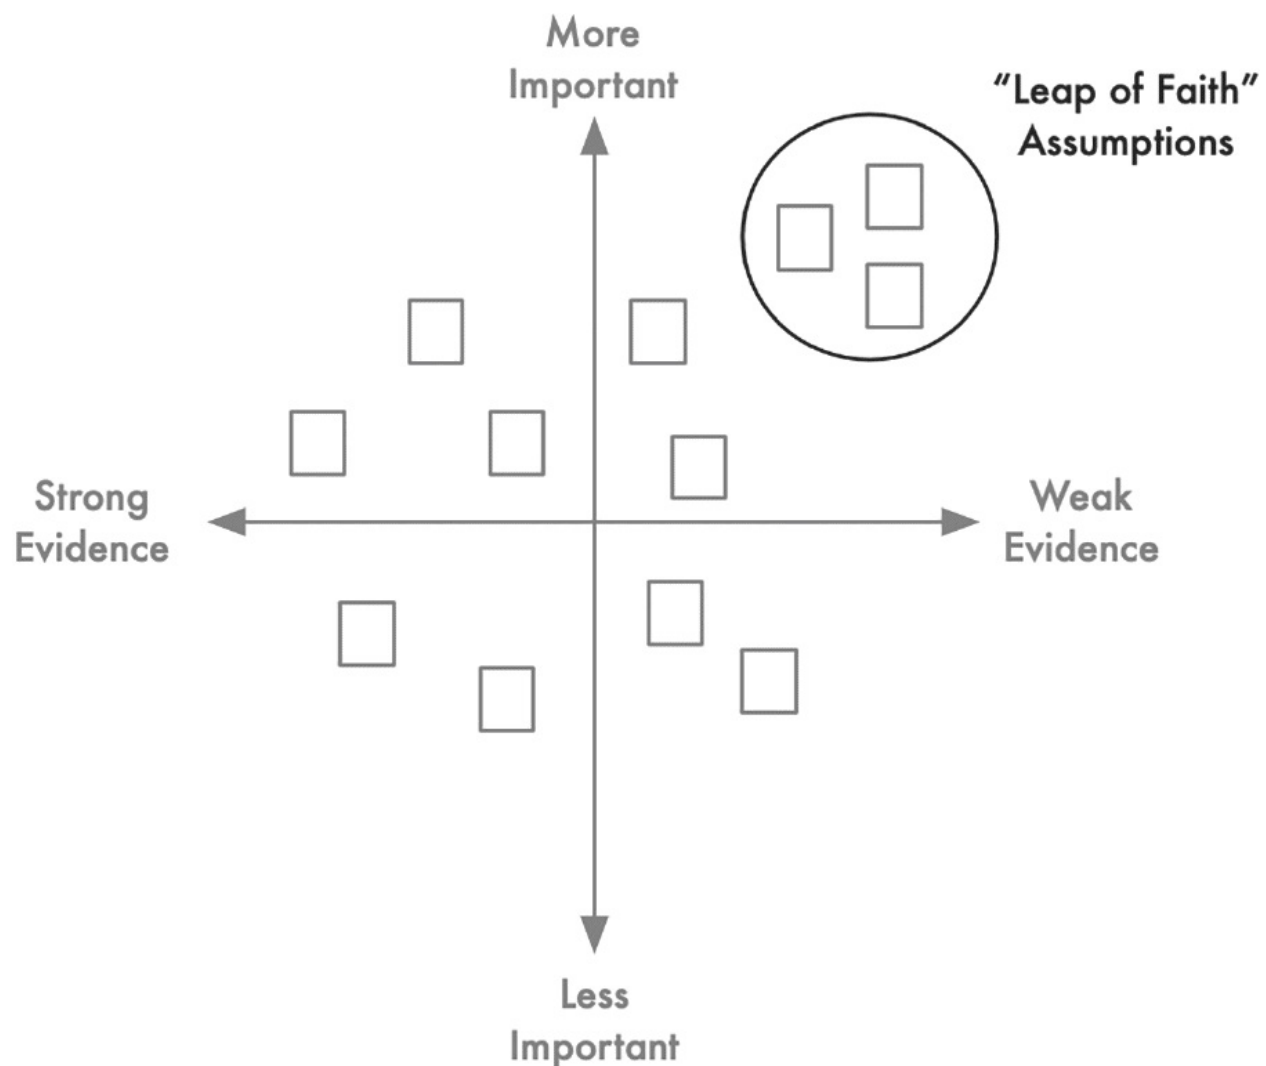 More
Important
“Leap of Faith”
Assumptions
Strong
Evidence
Weak
Evidence
Less
Important